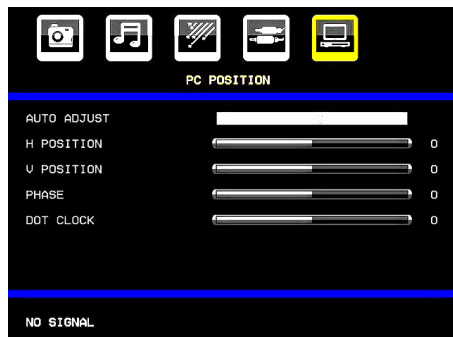 PC POSITION
AUTO ADJUST
H POSITION 0
V POSITION 0
PHASE 0
DOT CLOCK 0
NO SIGNAL